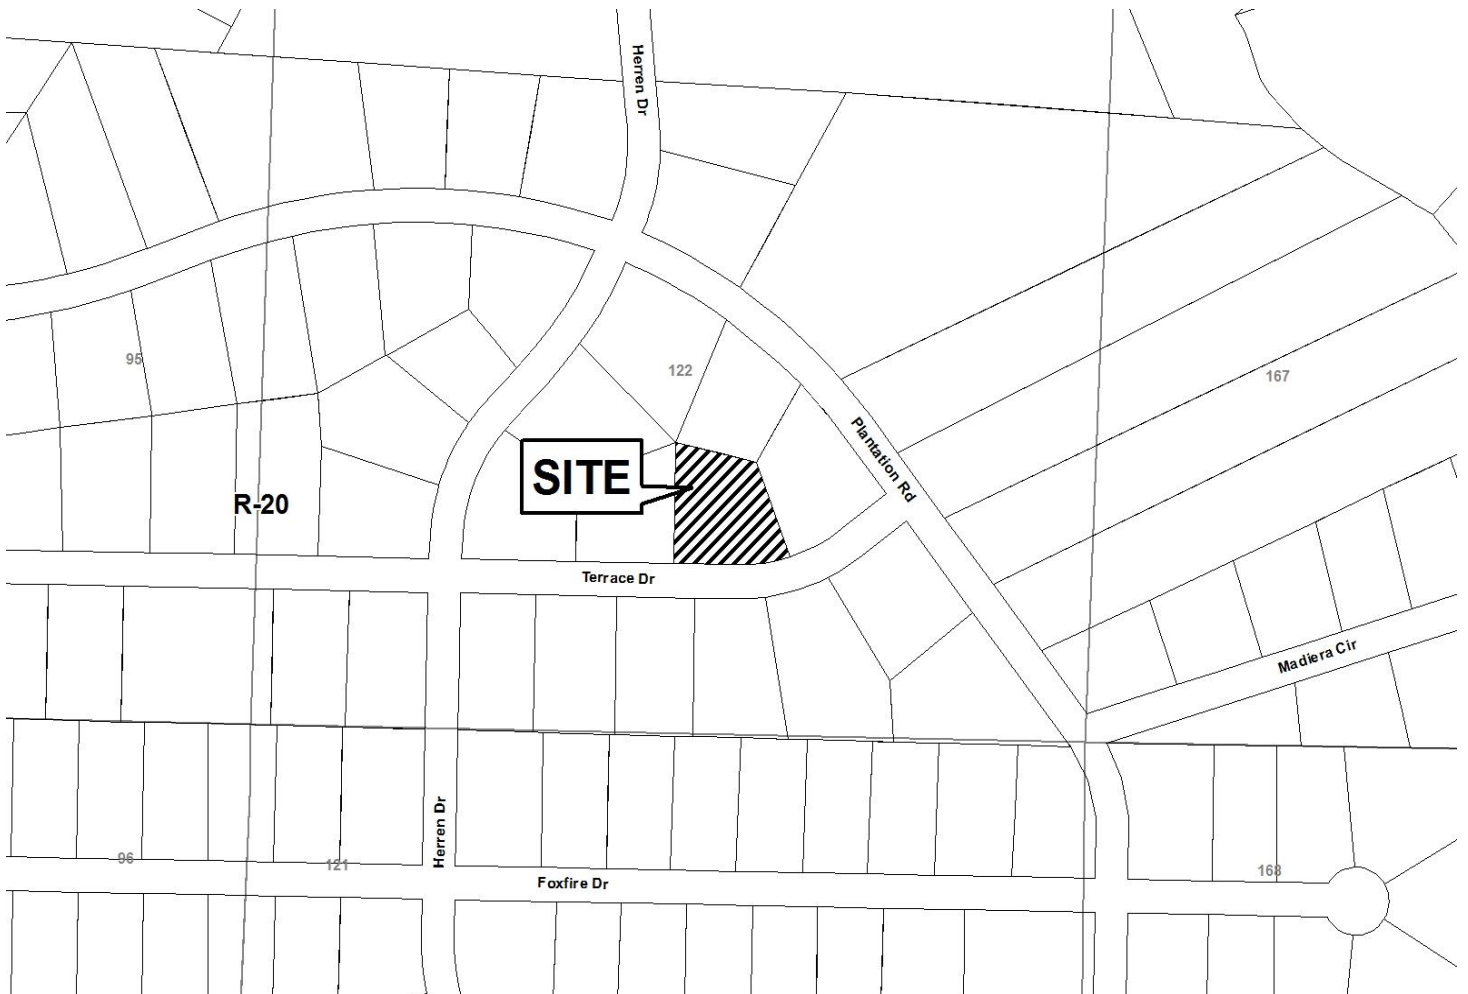 Herren Dr
95
122
167
Plantation Rd
SITE
R-20
Terrace Dr
Madiera Cir
Herren Dr
96
121
168
Foxfire Dr